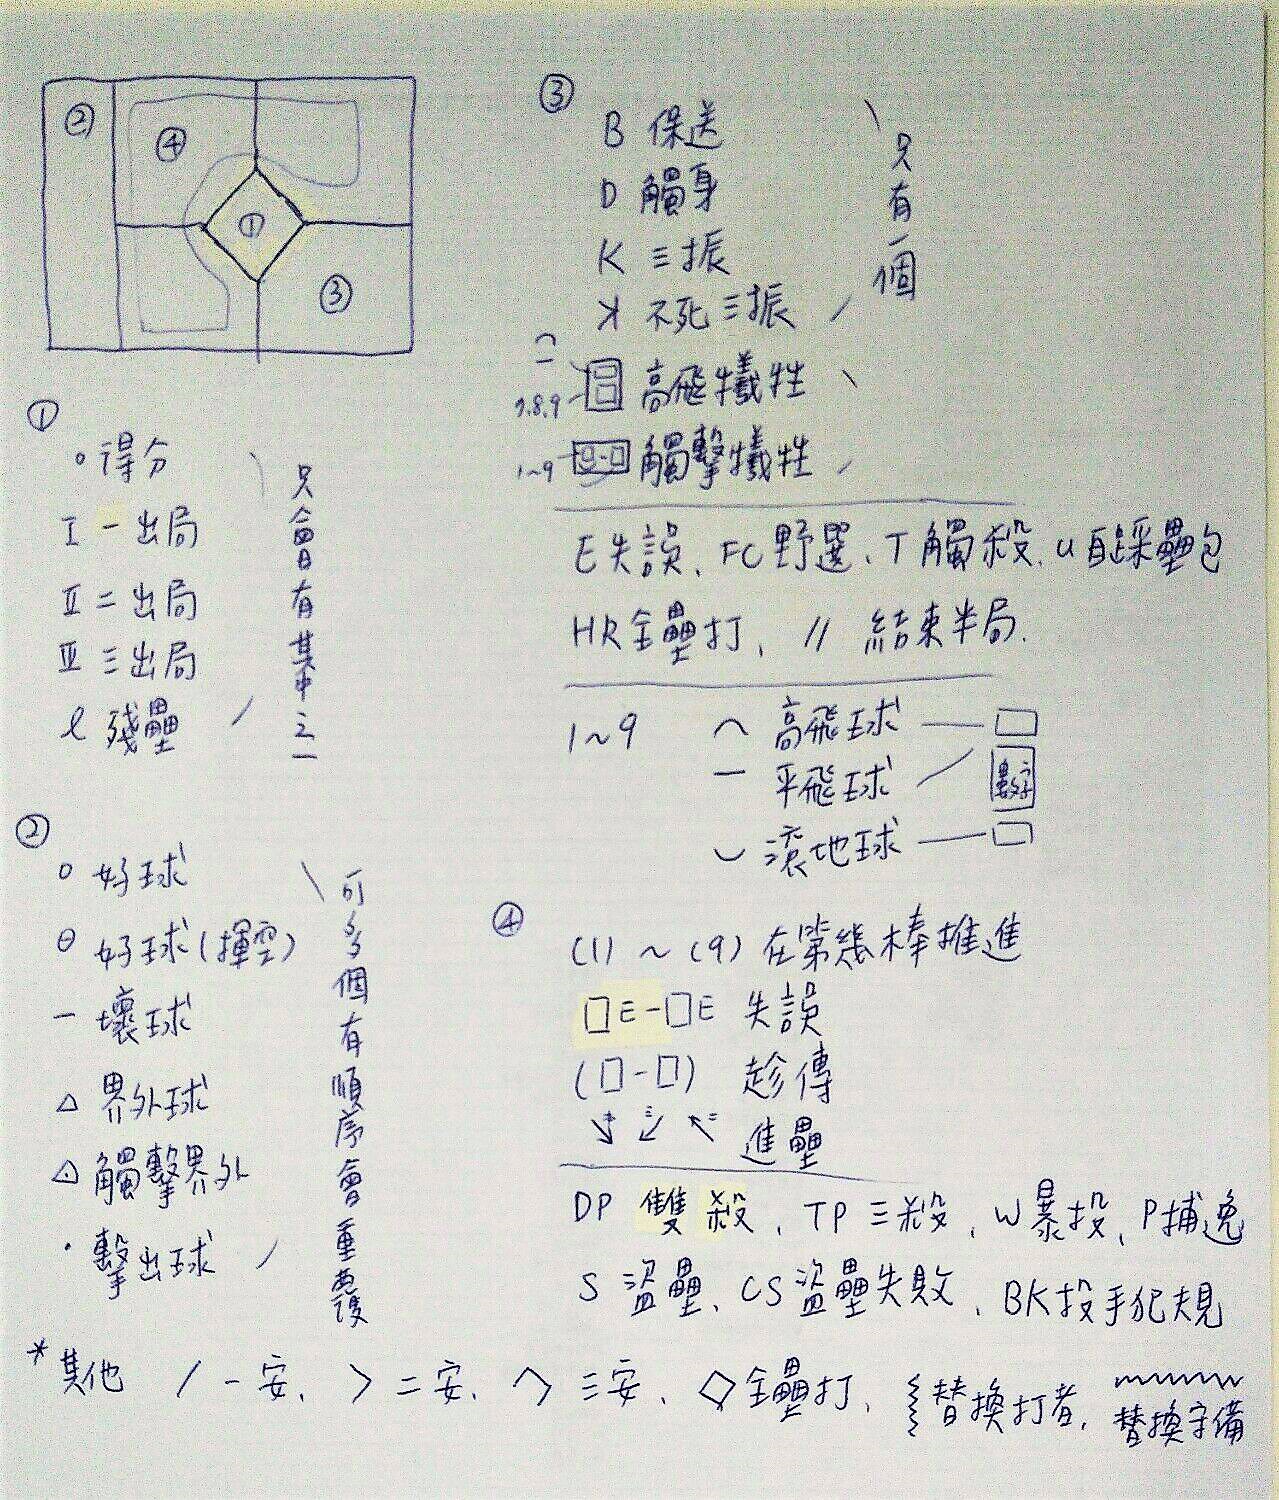 ②
④
①
③
①
○ 得分
I 一出局
II 二出局
III 三出局
ℓ 殘壘
只會有其中之一
②
○ 好球
⊖ 好球(揮空)
一 壞球
△ 界外球
◬ 觸擊界外
· 擊出球
可多個有順序會重覆
③
B 保送
D 觸身
K 三振
ꓘ 不死三振
只有一個
⌒
一
7.8.9 高飛犧牲
1~9 □-□ 觸擊犧牲
E失誤、FC野選、T觸殺、U自踩壘包
HR全壘打、// 結束半局.
1~9 ⌒ 高飛球 — □
一 平飛球 數字
⌣ 滾地球 — □
④
(1)~(9)在第幾棒推進
□E-□E 失誤
(□-□) 趁傳
↘ ↙ ↖ 進壘
DP 雙殺、TP三殺、W暴投、P捕逸
S 盜壘、CS盜壘失敗、BK投手犯規
*其他 / 一安、> 二安、ヘ 三安、◇全壘打、替換打者、替換守備